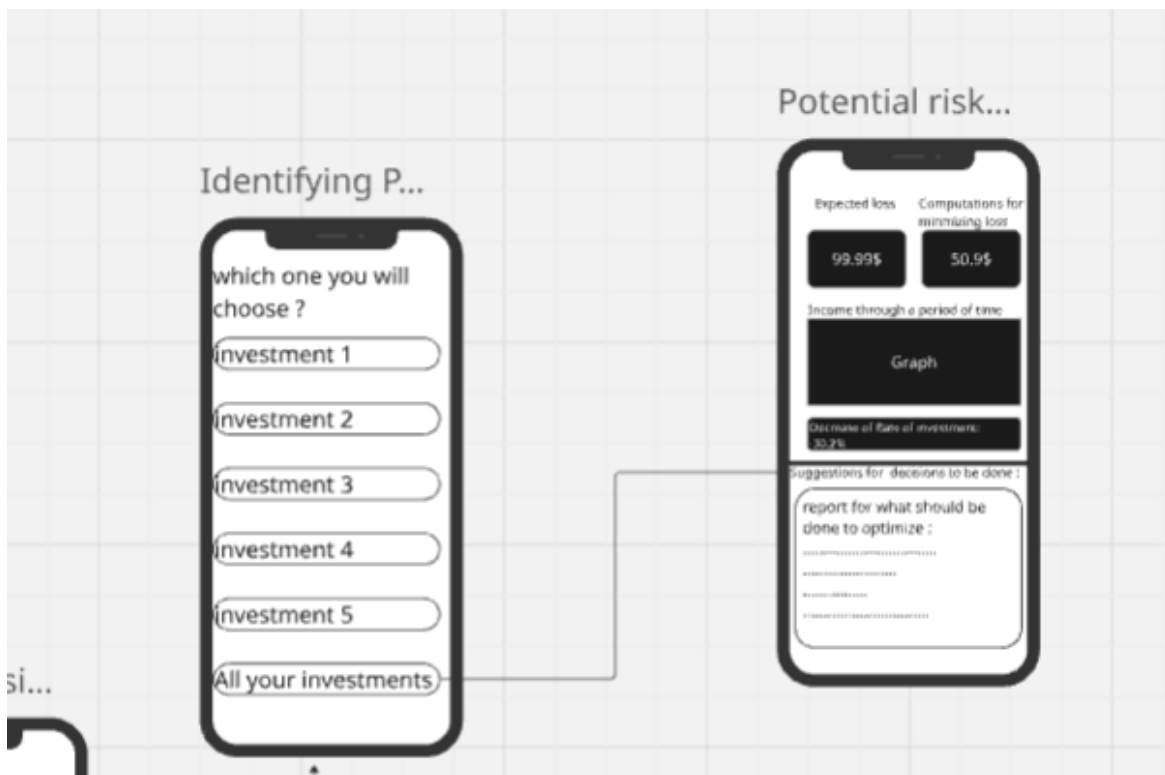 Potential risk...
Identifying P...
which one you will
choose ?
investment 1
investment 2
investment 3
investment 4
investment 5
All your investments
si...
Expected loss
Computations for
minmizing loss
99.99$
50.9$
Income through a period of time
Graph
Decrease of Rate of investment:
30.2%
Suggestions for decisions to be done :
report for what should be
done to optimize :